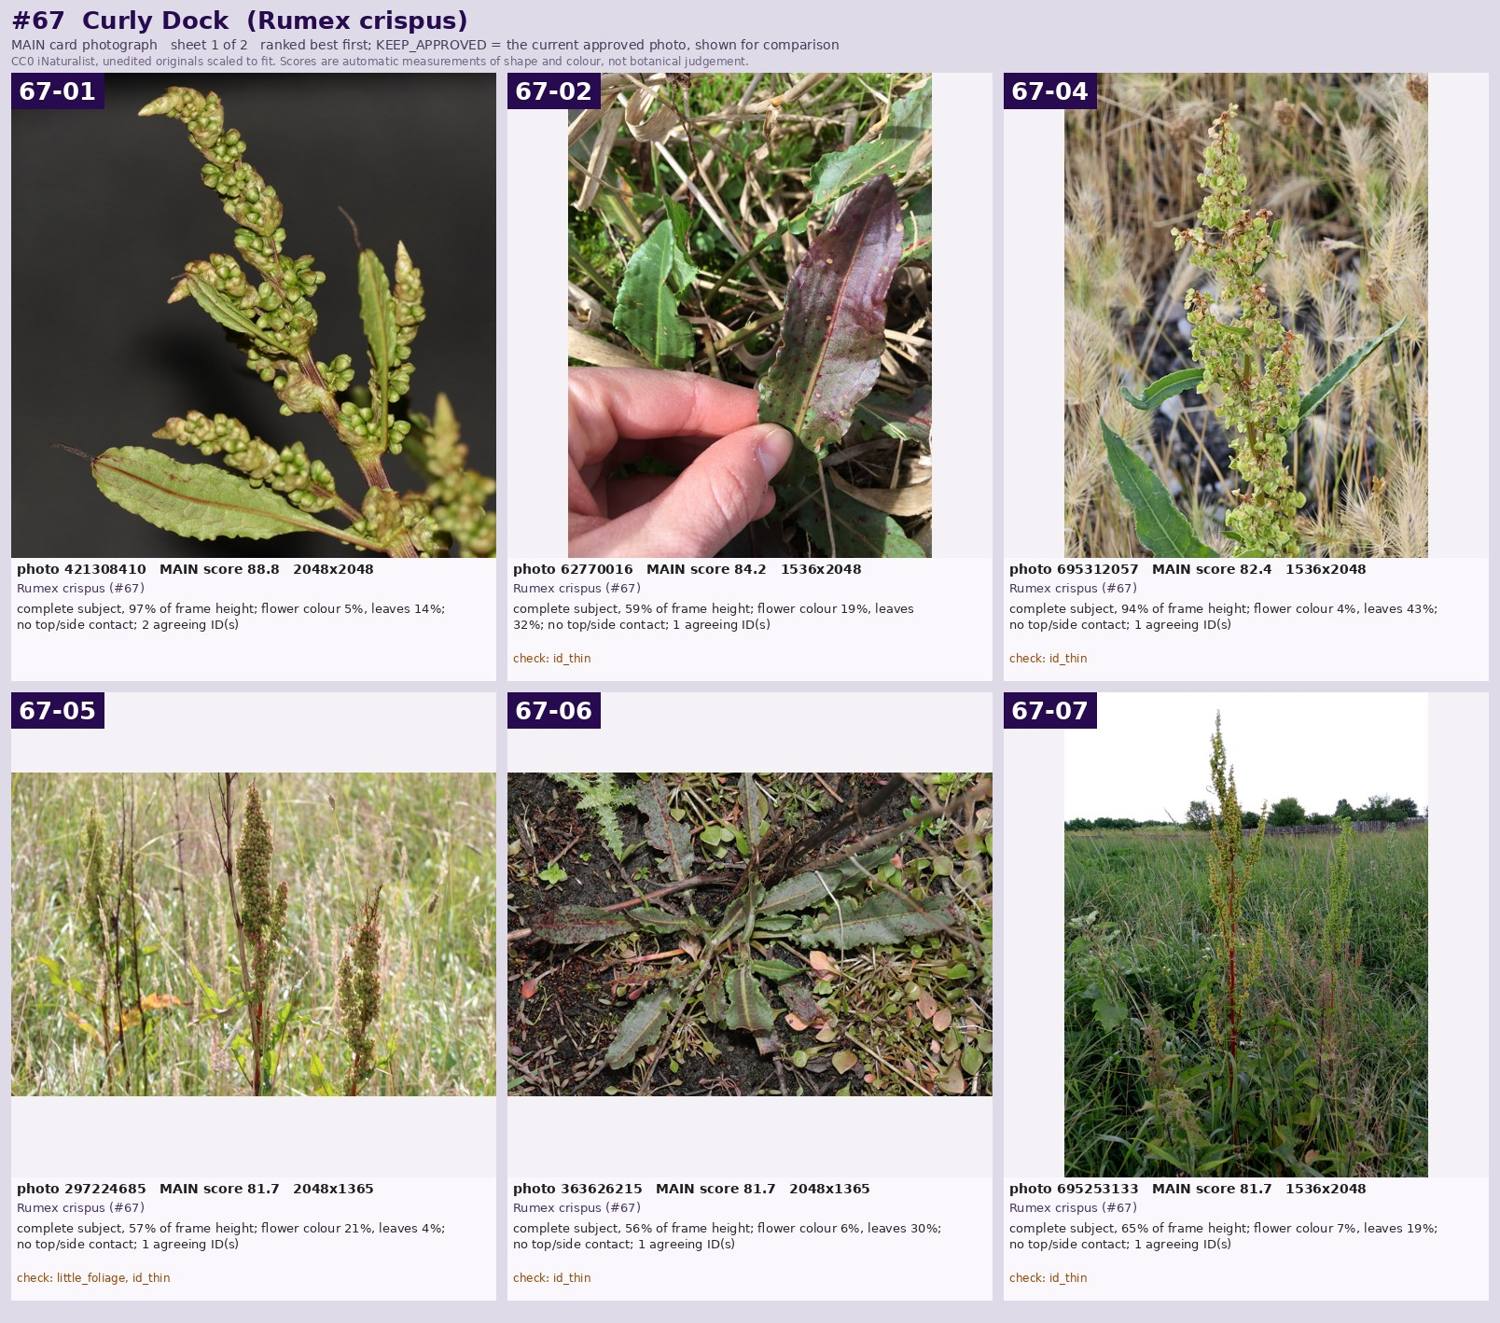 #67  Curly Dock  (Rumex crispus)
MAIN card photograph   sheet 1 of 2   ranked best first; KEEP_APPROVED = the current approved photo, shown for comparison
CC0 iNaturalist, unedited originals scaled to fit. Scores are automatic measurements of shape and colour, not botanical judgement.
67-01
photo 421308410   MAIN score 88.8   2048x2048
Rumex crispus (#67)
complete subject, 97% of frame height; flower colour 5%, leaves 14%;
no top/side contact; 2 agreeing ID(s)
67-02
photo 62770016   MAIN score 84.2   1536x2048
Rumex crispus (#67)
complete subject, 59% of frame height; flower colour 19%, leaves
32%; no top/side contact; 1 agreeing ID(s)
check: id_thin
67-04
photo 695312057   MAIN score 82.4   1536x2048
Rumex crispus (#67)
complete subject, 94% of frame height; flower colour 4%, leaves 43%;
no top/side contact; 1 agreeing ID(s)
check: id_thin
67-05
photo 297224685   MAIN score 81.7   2048x1365
Rumex crispus (#67)
complete subject, 57% of frame height; flower colour 21%, leaves 4%;
no top/side contact; 1 agreeing ID(s)
check: little_foliage, id_thin
67-06
photo 363626215   MAIN score 81.7   2048x1365
Rumex crispus (#67)
complete subject, 56% of frame height; flower colour 6%, leaves 30%;
no top/side contact; 1 agreeing ID(s)
check: id_thin
67-07
photo 695253133   MAIN score 81.7   1536x2048
Rumex crispus (#67)
complete subject, 65% of frame height; flower colour 7%, leaves 19%;
no top/side contact; 1 agreeing ID(s)
check: id_thin